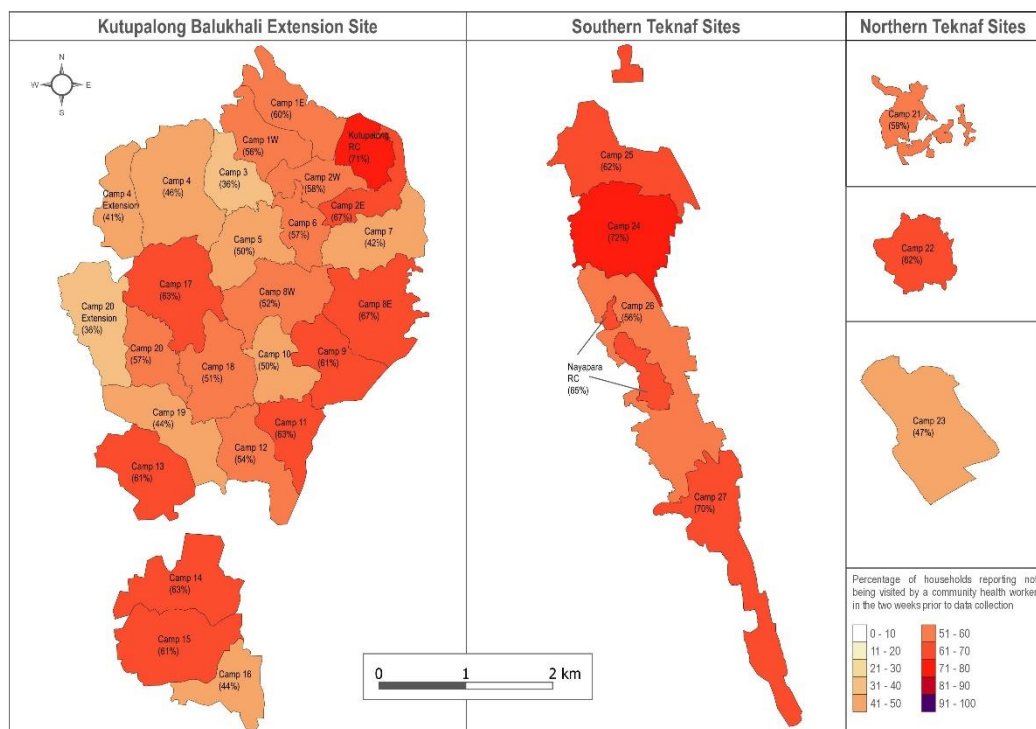 Kutupalong Balukhali Extension Site
Southern Teknaf Sites
Northern Teknaf Sites
N
W
E
S
Camp 1E
(60%)
Camp 1W
(56%)
Kutupalong
RC
(71%)
Camp 3
(36%)
Camp 2W
(58%)
Camp 4
(46%)
Camp 4
Extension
(41%)
Camp 2E
(67%)
Camp 6
(57%)
Camp 7
(42%)
Camp 5
(50%)
Camp 17
(63%)
Camp 8W
(52%)
Camp 8E
(67%)
Camp 20
Extension
(36%)
Camp 20
(57%)
Camp 18
(51%)
Camp 10
(50%)
Camp 9
(61%)
Camp 19
(44%)
Camp 11
(63%)
Camp 12
(54%)
Camp 13
(61%)
Camp 14
(63%)
Camp 15
(61%)
Camp 16
(44%)
Camp 25
(62%)
Camp 24
(72%)
Camp 26
(56%)
Nayapara
RC
(65%)
Camp 27
(70%)
0 1 2 km
Camp 21
(59%)
Camp 22
(62%)
Camp 23
(47%)
Percentage of households reporting not
being visited by a community health worker
in the two weeks prior to data collection
0 - 10
11 - 20
21 - 30
31 - 40
41 - 50
51 - 60
61 - 70
71 - 80
81 - 90
91 - 100